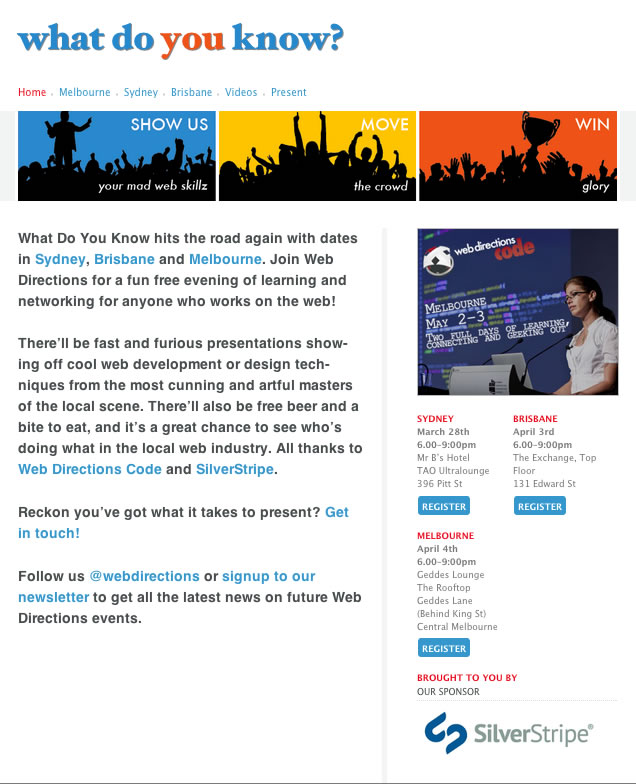 what do you know?
Home . Melbourne . Sydney . Brisbane . Videos . Present
SHOW US
your mad web skillz
MOVE
the crowd
WIN
glory
What Do You Know hits the road again with dates
in Sydney, Brisbane and Melbourne. Join Web
Directions for a fun free evening of learning and
networking for anyone who works on the web!
There’ll be fast and furious presentations show-
ing off cool web development or design tech-
niques from the most cunning and artful masters
of the local scene. There’ll also be free beer and a
bite to eat, and it’s a great chance to see who’s
doing what in the local web industry. All thanks to
Web Directions Code and SilverStripe.
Reckon you’ve got what it takes to present? Get
in touch!
Follow us @webdirections or signup to our
newsletter to get all the latest news on future Web
Directions events.
web directions
code
MELBOURNE
MAY 2-3
TWO FULL DAYS OF LEARNING,
CONNECTING AND GEEKING OUT
SYDNEY
March 28th
6.00–9:00pm
Mr B’s Hotel
TAO Ultralounge
396 Pitt St
REGISTER
BRISBANE
April 3rd
6.00–9:00pm
The Exchange, Top
Floor
131 Edward St
REGISTER
MELBOURNE
April 4th
6.00–9:00pm
Geddes Lounge
The Rooftop
Geddes Lane
(Behind King St)
Central Melbourne
REGISTER
BROUGHT TO YOU BY
OUR SPONSOR
SilverStripe®